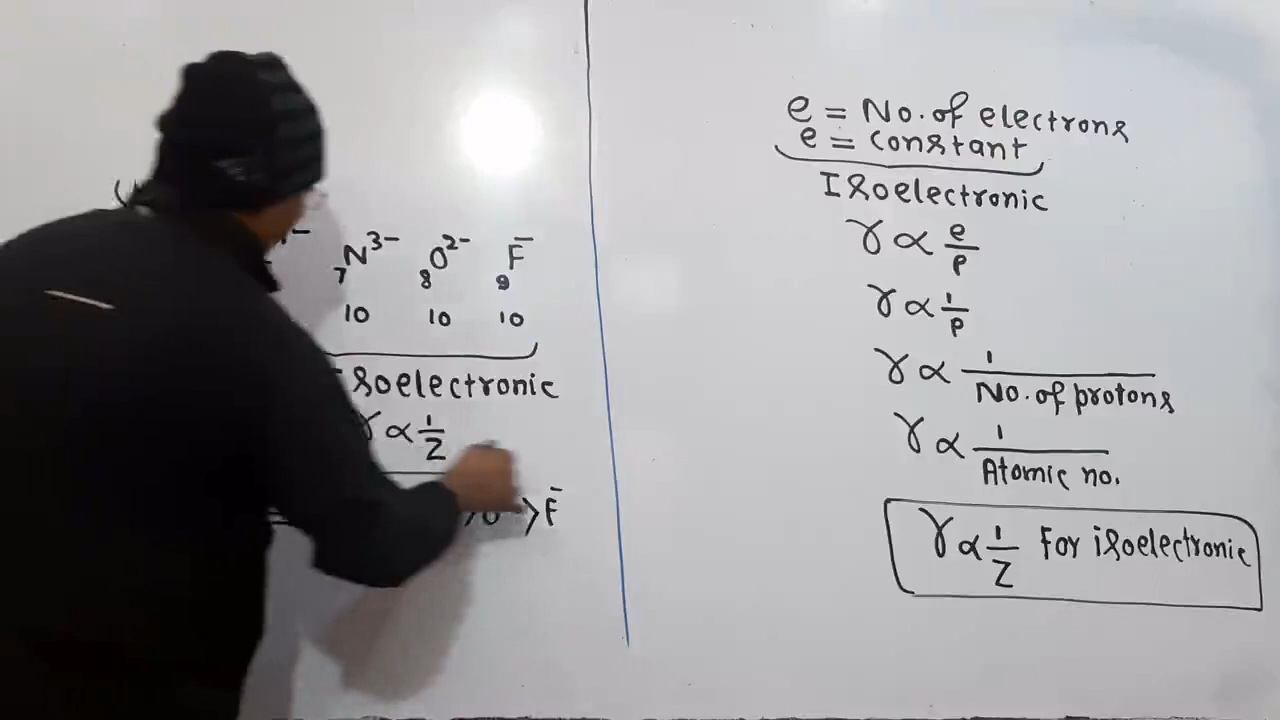 N³⁻ O²⁻ F⁻
7 8 9
10 10 10
Isoelectronic
r ∝ 1/Z
> F⁻
e = No. of electrons
e = constant
Isoelectronic
r ∝ e/p
r ∝ 1/p
r ∝ 1/No. of protons
r ∝ 1/Atomic no.
r ∝ 1/Z For isoelectronic